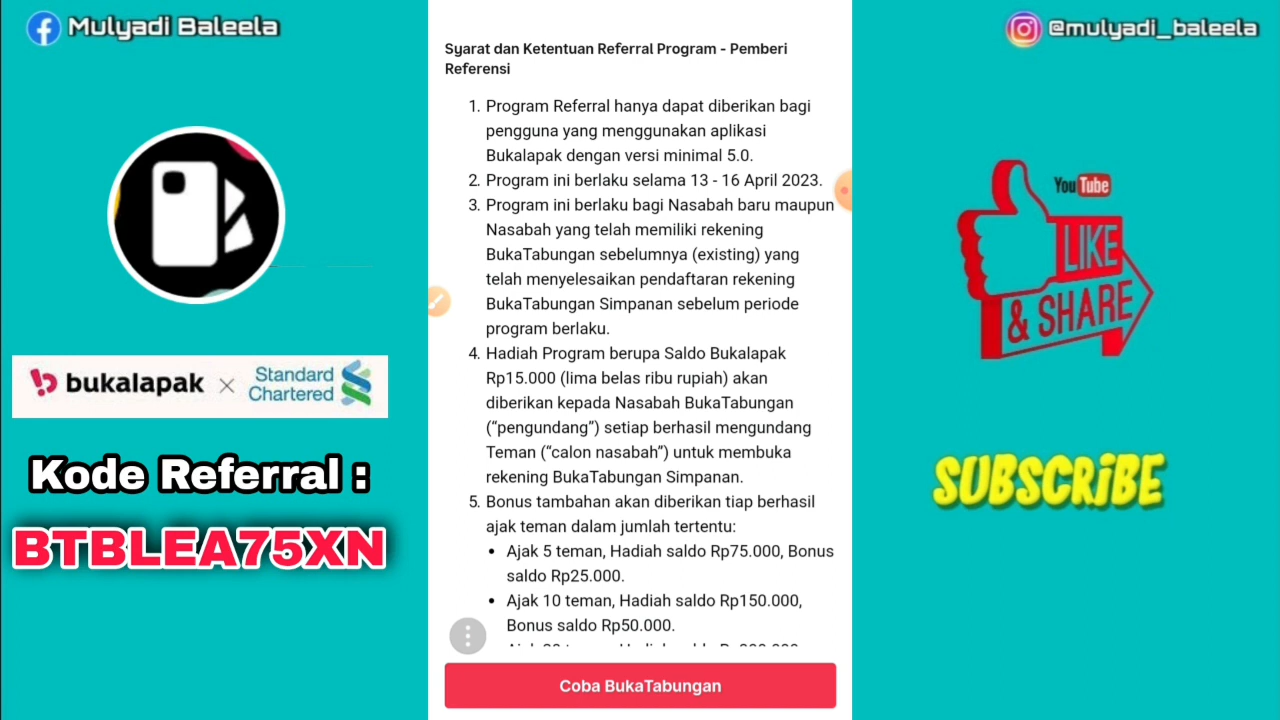 Mulyadi Baleela
@mulyadi_baleela
bukalapak × Standard Chartered
Kode Referral :
BTBLEA75XN
Syarat dan Ketentuan Referral Program - Pemberi
Referensi
1. Program Referral hanya dapat diberikan bagi
pengguna yang menggunakan aplikasi
Bukalapak dengan versi minimal 5.0.
2. Program ini berlaku selama 13 - 16 April 2023.
3. Program ini berlaku bagi Nasabah baru maupun
Nasabah yang telah memiliki rekening
BukaTabungan sebelumnya (existing) yang
telah menyelesaikan pendaftaran rekening
BukaTabungan Simpanan sebelum periode
program berlaku.
4. Hadiah Program berupa Saldo Bukalapak
Rp15.000 (lima belas ribu rupiah) akan
diberikan kepada Nasabah BukaTabungan
(“pengundang”) setiap berhasil mengundang
Teman (“calon nasabah”) untuk membuka
rekening BukaTabungan Simpanan.
5. Bonus tambahan akan diberikan tiap berhasil
ajak teman dalam jumlah tertentu:
• Ajak 5 teman, Hadiah saldo Rp75.000, Bonus
saldo Rp25.000.
• Ajak 10 teman, Hadiah saldo Rp150.000,
Bonus saldo Rp50.000.
Coba BukaTabungan
YouTube
LIKE
& SHARE
SUBSCRiBE